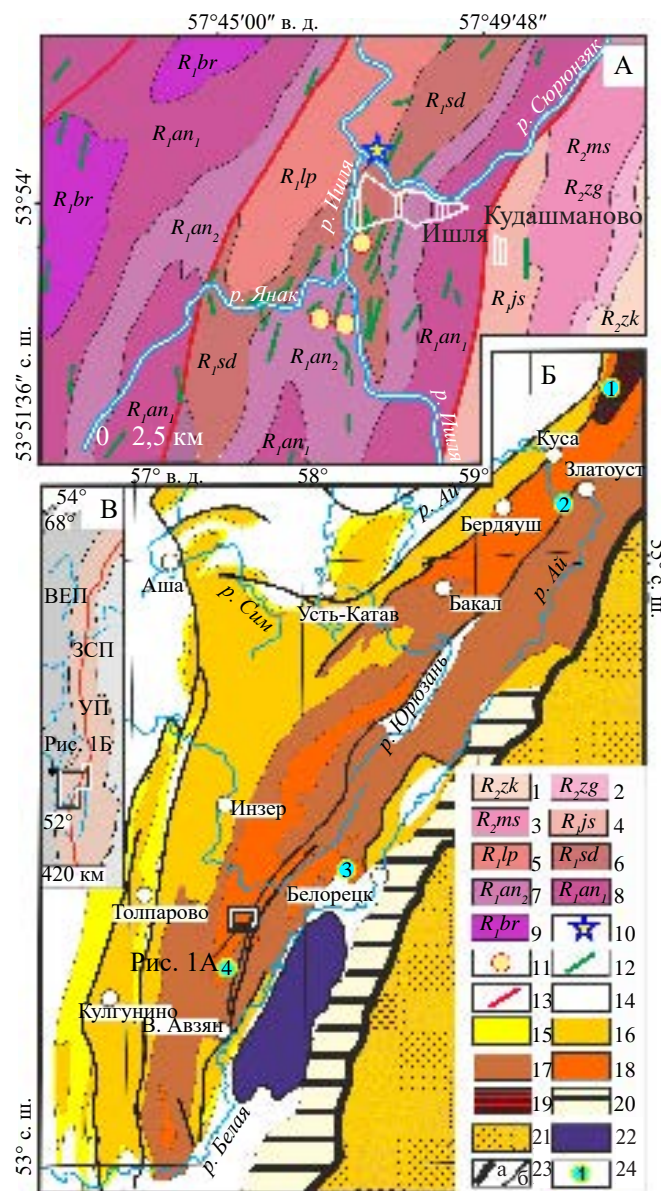 57°45′00″ в. д.
57°49′48″
А
R₁br
R₁an₁
R₁sd
р. Сюрюнзяк
R₂ms
R₁lp
R₂zg
53°54′
R₁br
р. Ишля
Кудашманово
Ишля
R₁an₂
р. Янак
R₁js
R₂zk
R₁an₂
R₁an₁
R₁sd
53°51′36″ с. ш.
R₁an₁
R₁an₁
р. Ишля
0 2,5 км
Б
1
57° в. д.
58°
59°
Куса
Златоуст
В
54°
68°
р. Ай
2
Бердяуш
55° с. ш.
Аша
р. Сим
Усть-Катав
Бакал
р. Ай
ВЕП
ЗСП
УП
р. Юрюзань
Рис. 1Б
52°
420 км
Инзер
3
Белорецк
Толпарово
Рис. 1А
4
Кулгунино
В. Авзян
р. Белая
53° с. ш.
R₂zk 1 R₂zg 2
R₂ms 3 R₁js 4
R₁lp 5 R₁sd 6
R₁an₂ 7 R₁an₁ 8
R₁br 9 10
11 12
13 14
15 16
17 18
19 20
21 22
а б 23 1 24